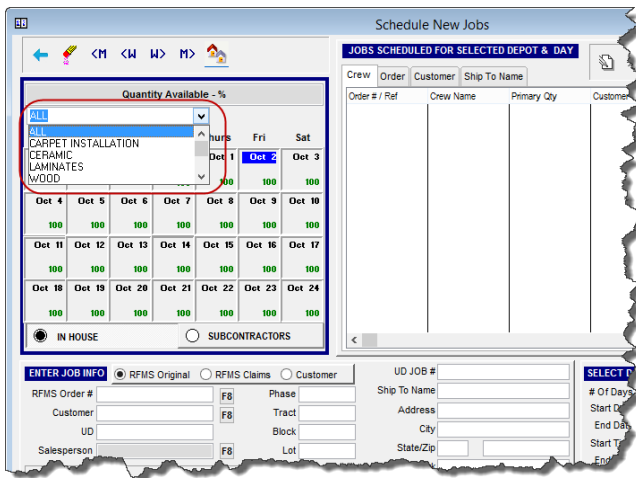 Schedule New Jobs
<M <W W> M>
JOBS SCHEDULED FOR SELECTED DEPOT & DAY
Crew Order Customer Ship To Name
Order # / Ref Crew Name Primary Qty Customer
Quantity Available - %
ALL
ALL
CARPET INSTALLATION
CERAMIC
LAMINATES
WOOD
hurs Fri Sat
Oct 1 Oct 2 Oct 3
100 100 100
Oct 4 Oct 5 Oct 6 Oct 7 Oct 8 Oct 9 Oct 10
100 100 100 100 100 100 100
Oct 11 Oct 12 Oct 13 Oct 14 Oct 15 Oct 16 Oct 17
100 100 100 100 100 100 100
Oct 18 Oct 19 Oct 20 Oct 21 Oct 22 Oct 23 Oct 24
100 100 100 100 100 100 100
IN HOUSE SUBCONTRACTORS
ENTER JOB INFO RFMS Original RFMS Claims Customer
RFMS Order # F8 Phase
Customer F8 Tract
UD Block
Salesperson F8 Lot
UD JOB #
Ship To Name
Address
City
State/Zip
SELECT
# Of Days
Start
End Dat
Start T
End